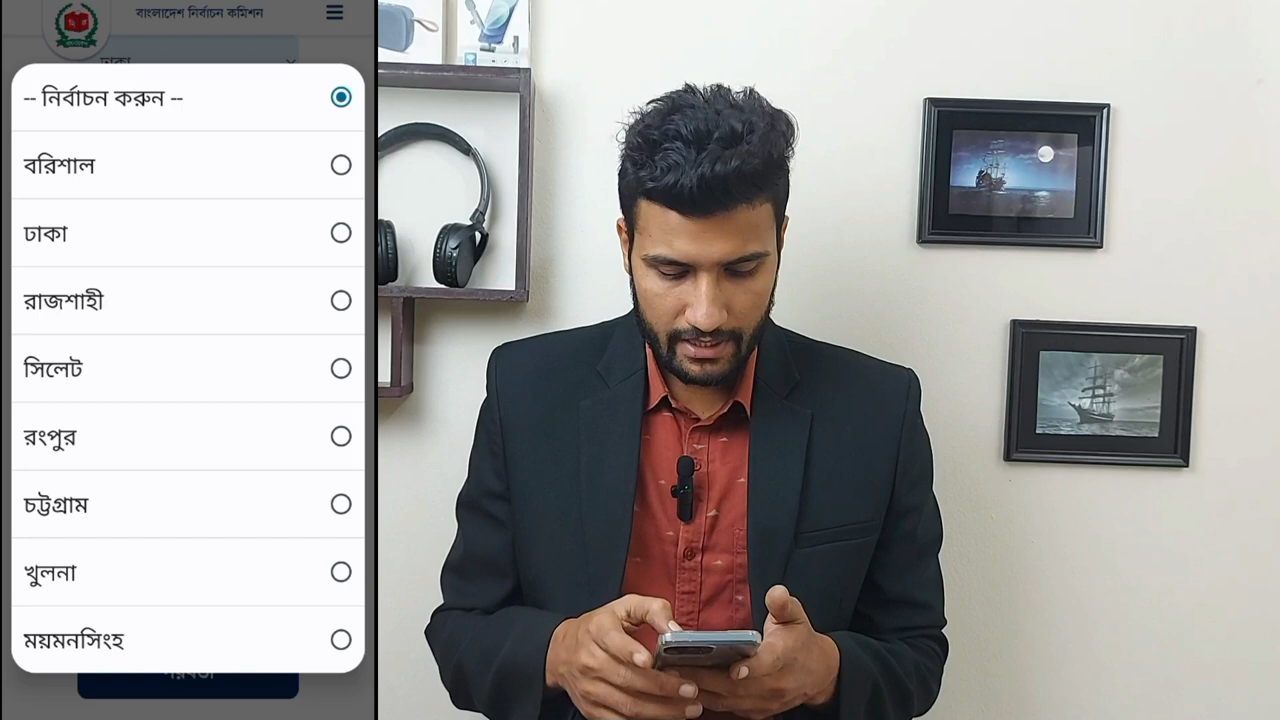 বাংলাদেশ নির্বাচন কমিশন
ঢাকা
-- নির্বাচন করুন --
বরিশাল
ঢাকা
রাজশাহী
সিলেট
রংপুর
চট্টগ্রাম
খুলনা
ময়মনসিংহ